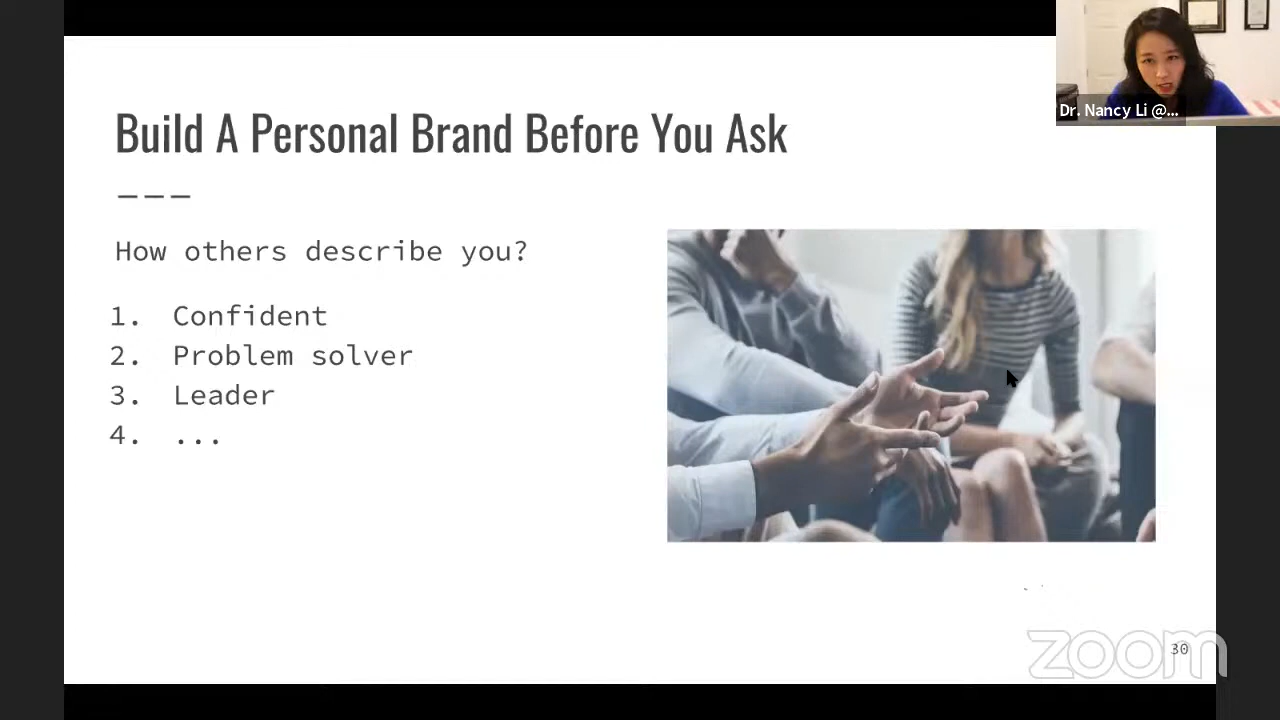 Dr. Nancy Li @...
Build A Personal Brand Before You Ask
———
How others describe you?
1. Confident
2. Problem solver
3. Leader
4. ...
zoom
30